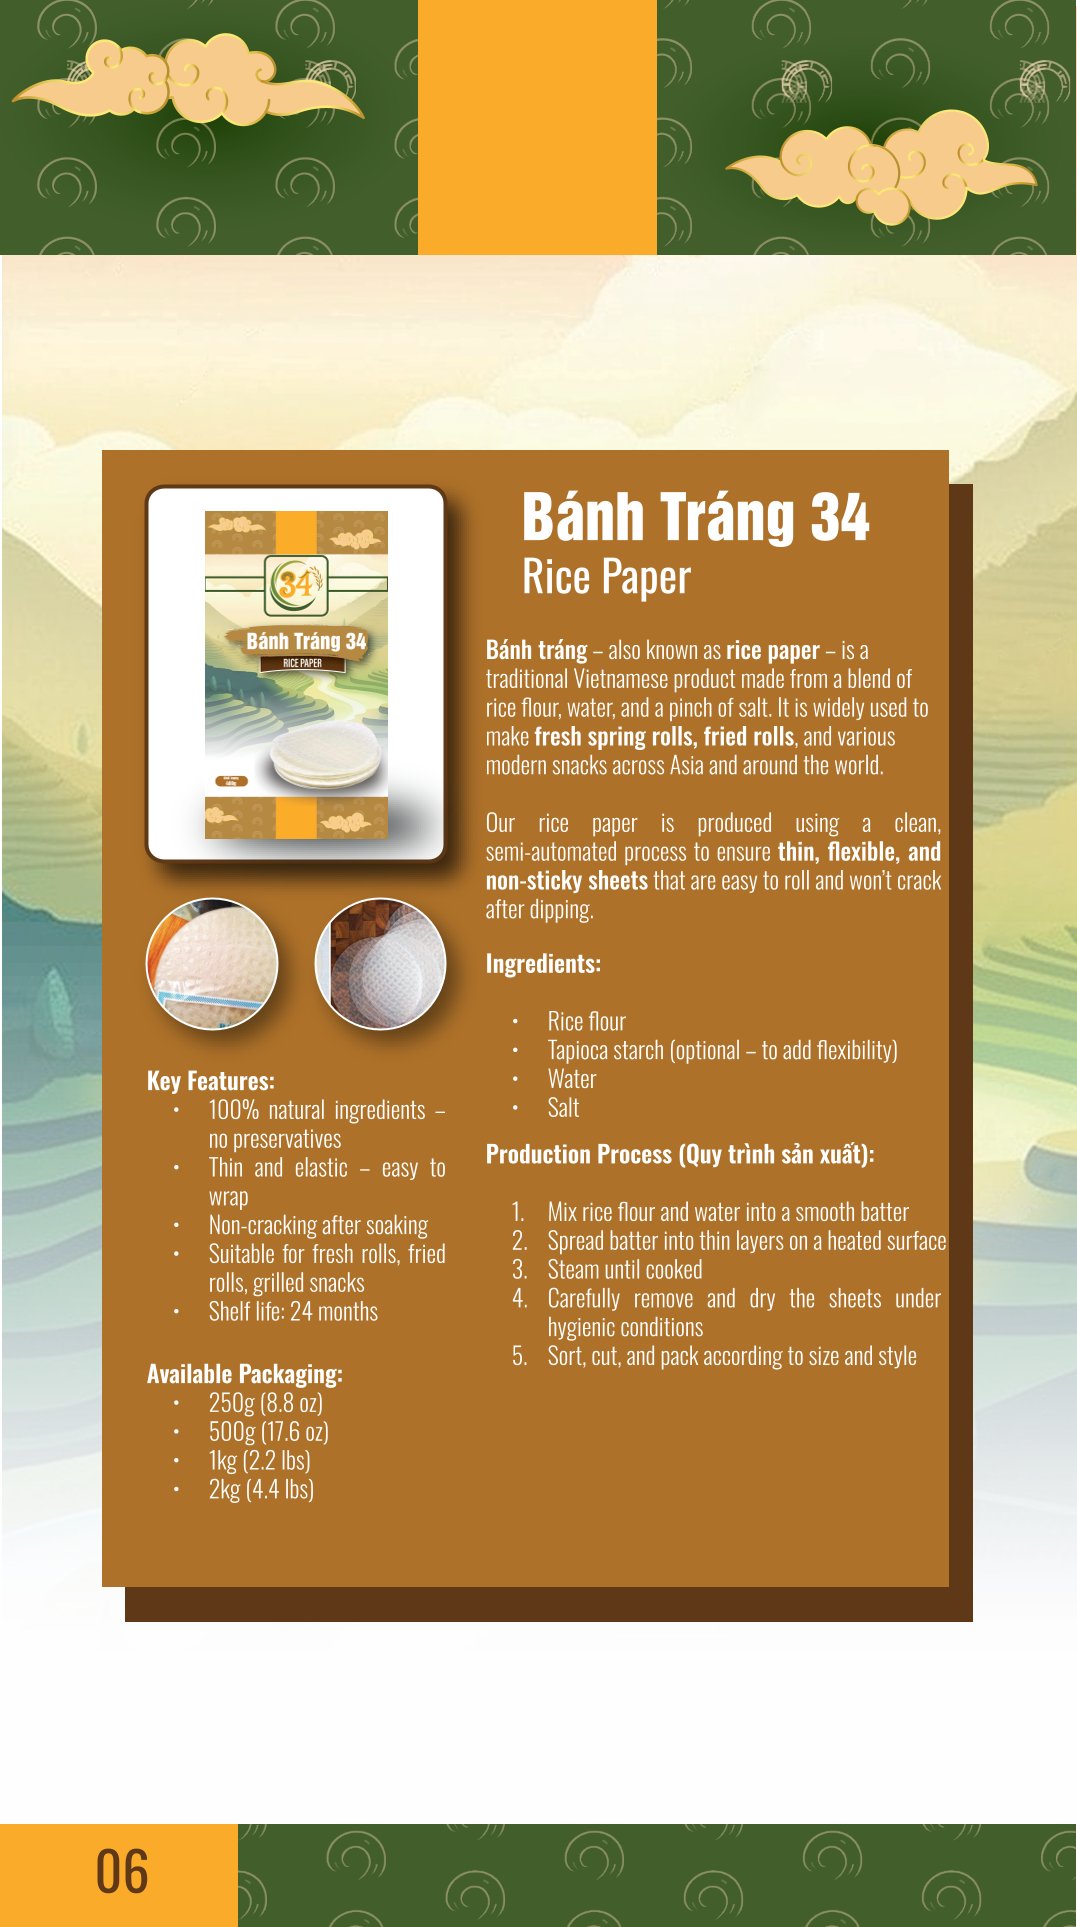 34
Bánh Tráng 34
RICE PAPER
Bánh Tráng 34
Rice Paper
Bánh tráng – also known as rice paper – is a
traditional Vietnamese product made from a blend of
rice flour, water, and a pinch of salt. It is widely used to
make fresh spring rolls, fried rolls, and various
modern snacks across Asia and around the world.
Our rice paper is produced using a clean,
semi-automated process to ensure thin, flexible, and
non-sticky sheets that are easy to roll and won't crack
after dipping.
Ingredients:
• Rice flour
• Tapioca starch (optional – to add flexibility)
• Water
• Salt
Production Process (Quy trình sản xuất):
1. Mix rice flour and water into a smooth batter
2. Spread batter into thin layers on a heated surface
3. Steam until cooked
4. Carefully remove and dry the sheets under
hygienic conditions
5. Sort, cut, and pack according to size and style
Key Features:
• 100% natural ingredients –
no preservatives
• Thin and elastic – easy to
wrap
• Non-cracking after soaking
• Suitable for fresh rolls, fried
rolls, grilled snacks
• Shelf life: 24 months
Available Packaging:
• 250g (8.8 oz)
• 500g (17.6 oz)
• 1kg (2.2 lbs)
• 2kg (4.4 lbs)
06